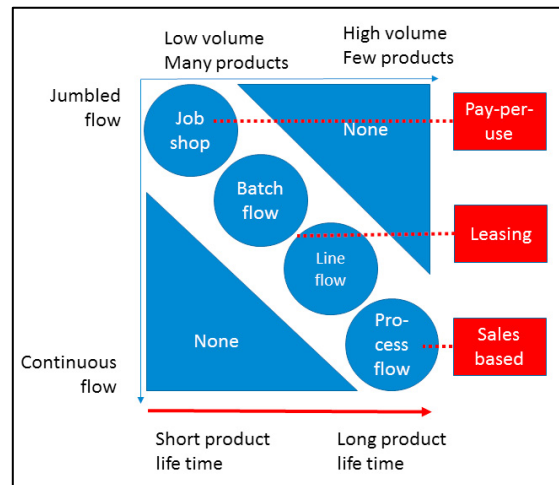 Low volume
Many products
High volume
Few products
Jumbled
flow
Job
shop
None
Pay-per-
use
Batch
flow
Leasing
Line
flow
None
Pro-
cess
flow
Sales
based
Continuous
flow
Short product
life time
Long product
life time